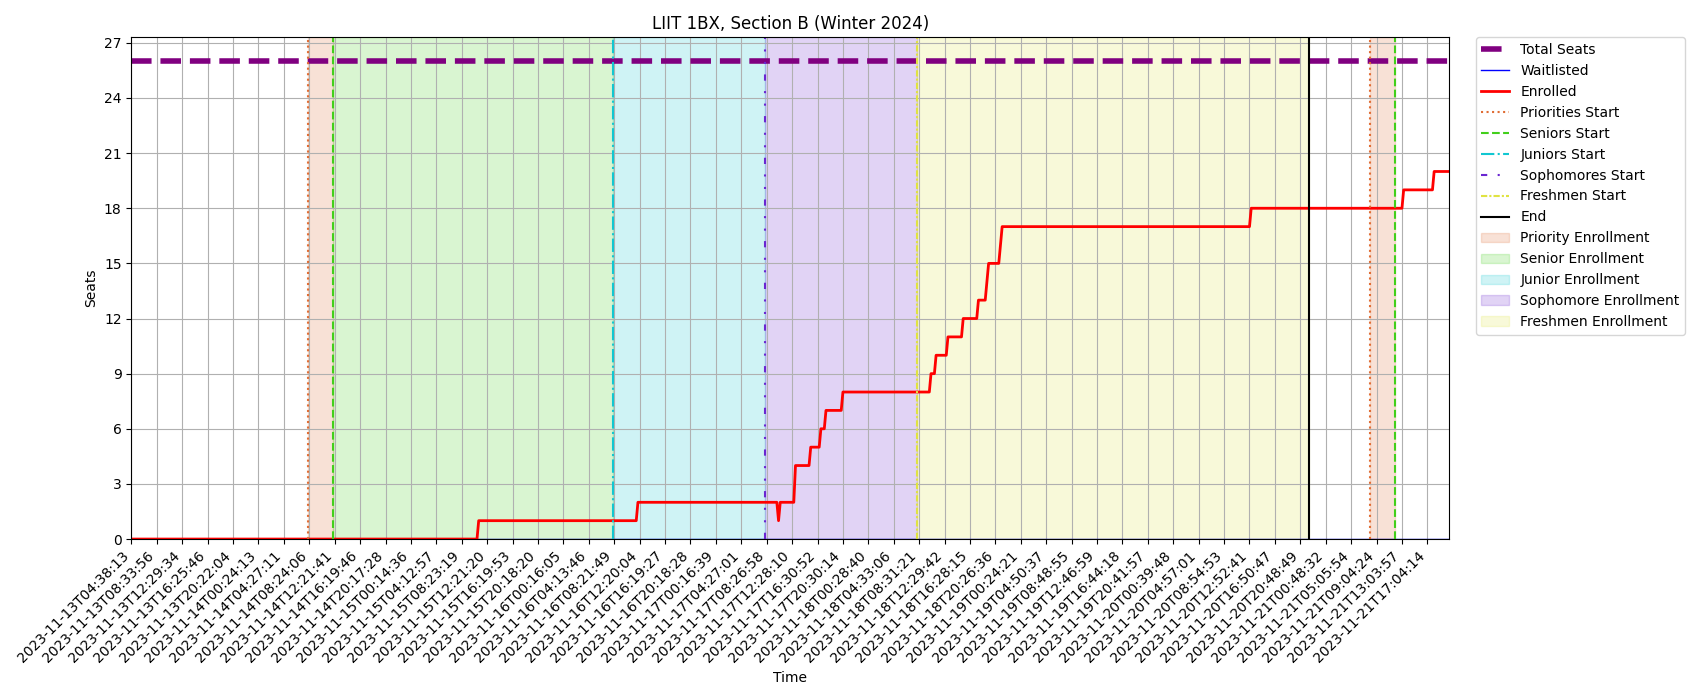 LIIT 1BX, Section B (Winter 2024)
27
24
21
18
15
12
9
6
3
0
Seats
2023-11-13T04:38:13
2023-11-13T08:33:56
2023-11-13T12:29:34
2023-11-13T16:25:46
2023-11-13T20:22:04
2023-11-14T00:24:13
2023-11-14T04:27:11
2023-11-14T08:24:06
2023-11-14T12:21:41
2023-11-14T16:19:46
2023-11-14T20:17:28
2023-11-15T00:14:36
2023-11-15T04:12:57
2023-11-15T08:23:19
2023-11-15T12:21:20
2023-11-15T16:19:53
2023-11-15T20:18:20
2023-11-16T00:16:05
2023-11-16T04:13:46
2023-11-16T08:21:49
2023-11-16T12:20:04
2023-11-16T16:19:27
2023-11-16T20:18:28
2023-11-17T00:16:39
2023-11-17T04:27:01
2023-11-17T08:26:58
2023-11-17T12:28:10
2023-11-17T16:30:52
2023-11-17T20:30:14
2023-11-18T00:28:40
2023-11-18T04:33:06
2023-11-18T08:31:21
2023-11-18T12:29:42
2023-11-18T16:28:15
2023-11-18T20:26:36
2023-11-19T00:24:21
2023-11-19T04:50:37
2023-11-19T08:48:55
2023-11-19T12:46:59
2023-11-19T16:44:18
2023-11-19T20:41:57
2023-11-20T00:39:48
2023-11-20T04:57:01
2023-11-20T08:54:53
2023-11-20T12:52:41
2023-11-20T16:50:47
2023-11-20T20:48:49
2023-11-21T00:48:32
2023-11-21T05:05:54
2023-11-21T09:04:24
2023-11-21T13:03:57
2023-11-21T17:04:14
Time
Total Seats
Waitlisted
Enrolled
Priorities Start
Seniors Start
Juniors Start
Sophomores Start
Freshmen Start
End
Priority Enrollment
Senior Enrollment
Junior Enrollment
Sophomore Enrollment
Freshmen Enrollment